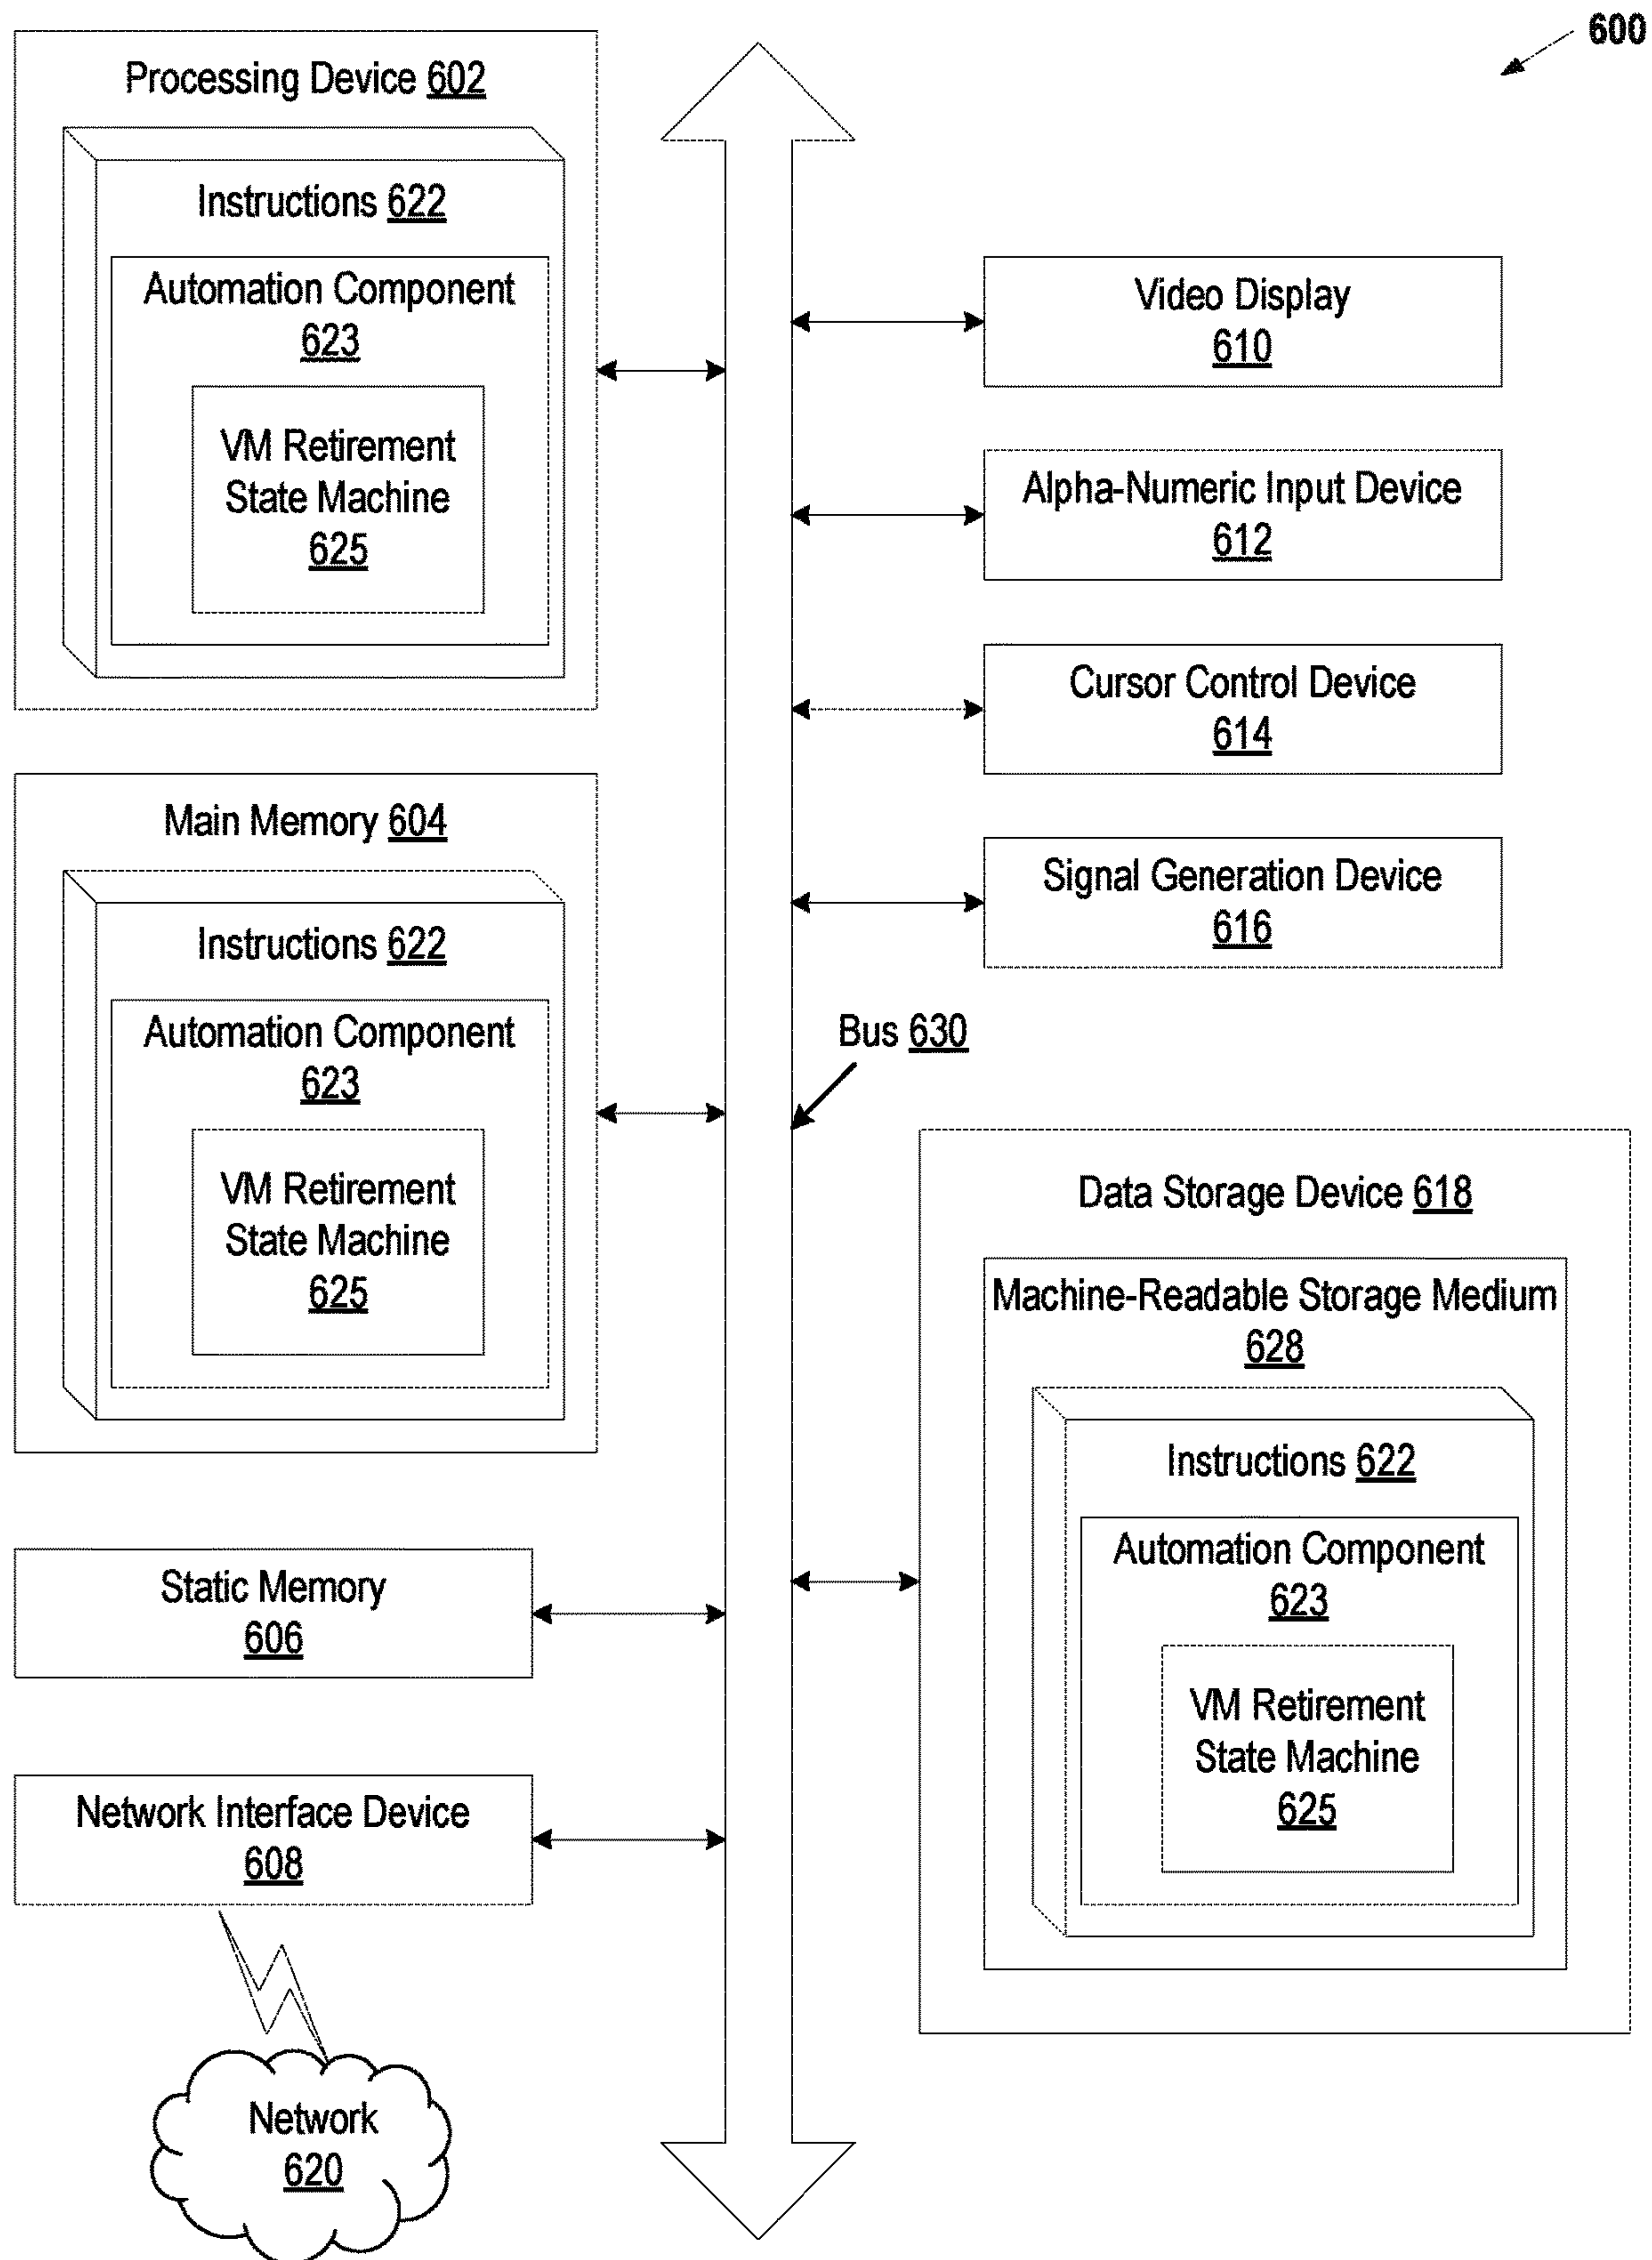 600
Processing Device 602
Instructions 622
Automation Component
623
VM Retirement
State Machine
625
Main Memory 604
Instructions 622
Automation Component
623
VM Retirement
State Machine
625
Static Memory
606
Network Interface Device
608
Network
620
Video Display
610
Alpha-Numeric Input Device
612
Cursor Control Device
614
Signal Generation Device
616
Bus 630
Data Storage Device 618
Machine-Readable Storage Medium
628
Instructions 622
Automation Component
623
VM Retirement
State Machine
625